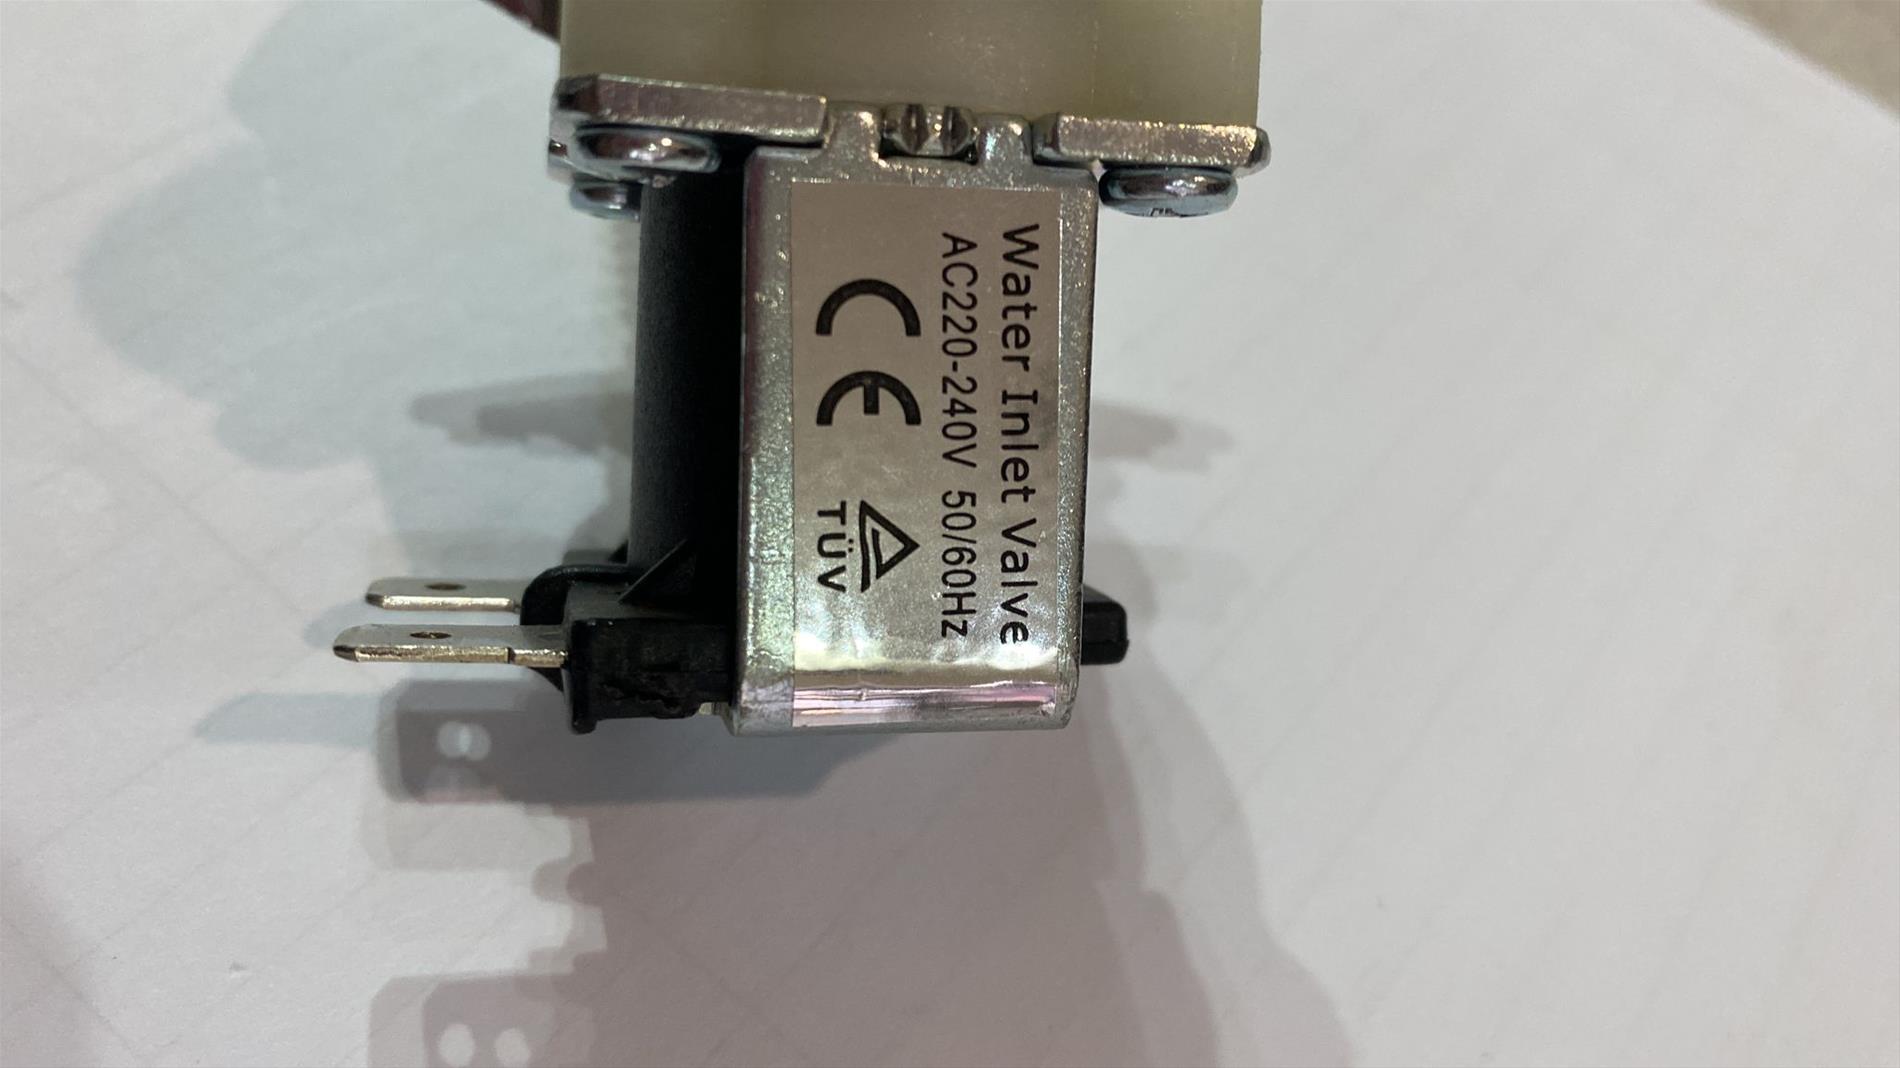 Water Inlet Valve
AC220-240V 50/60Hz
CE
TÜV